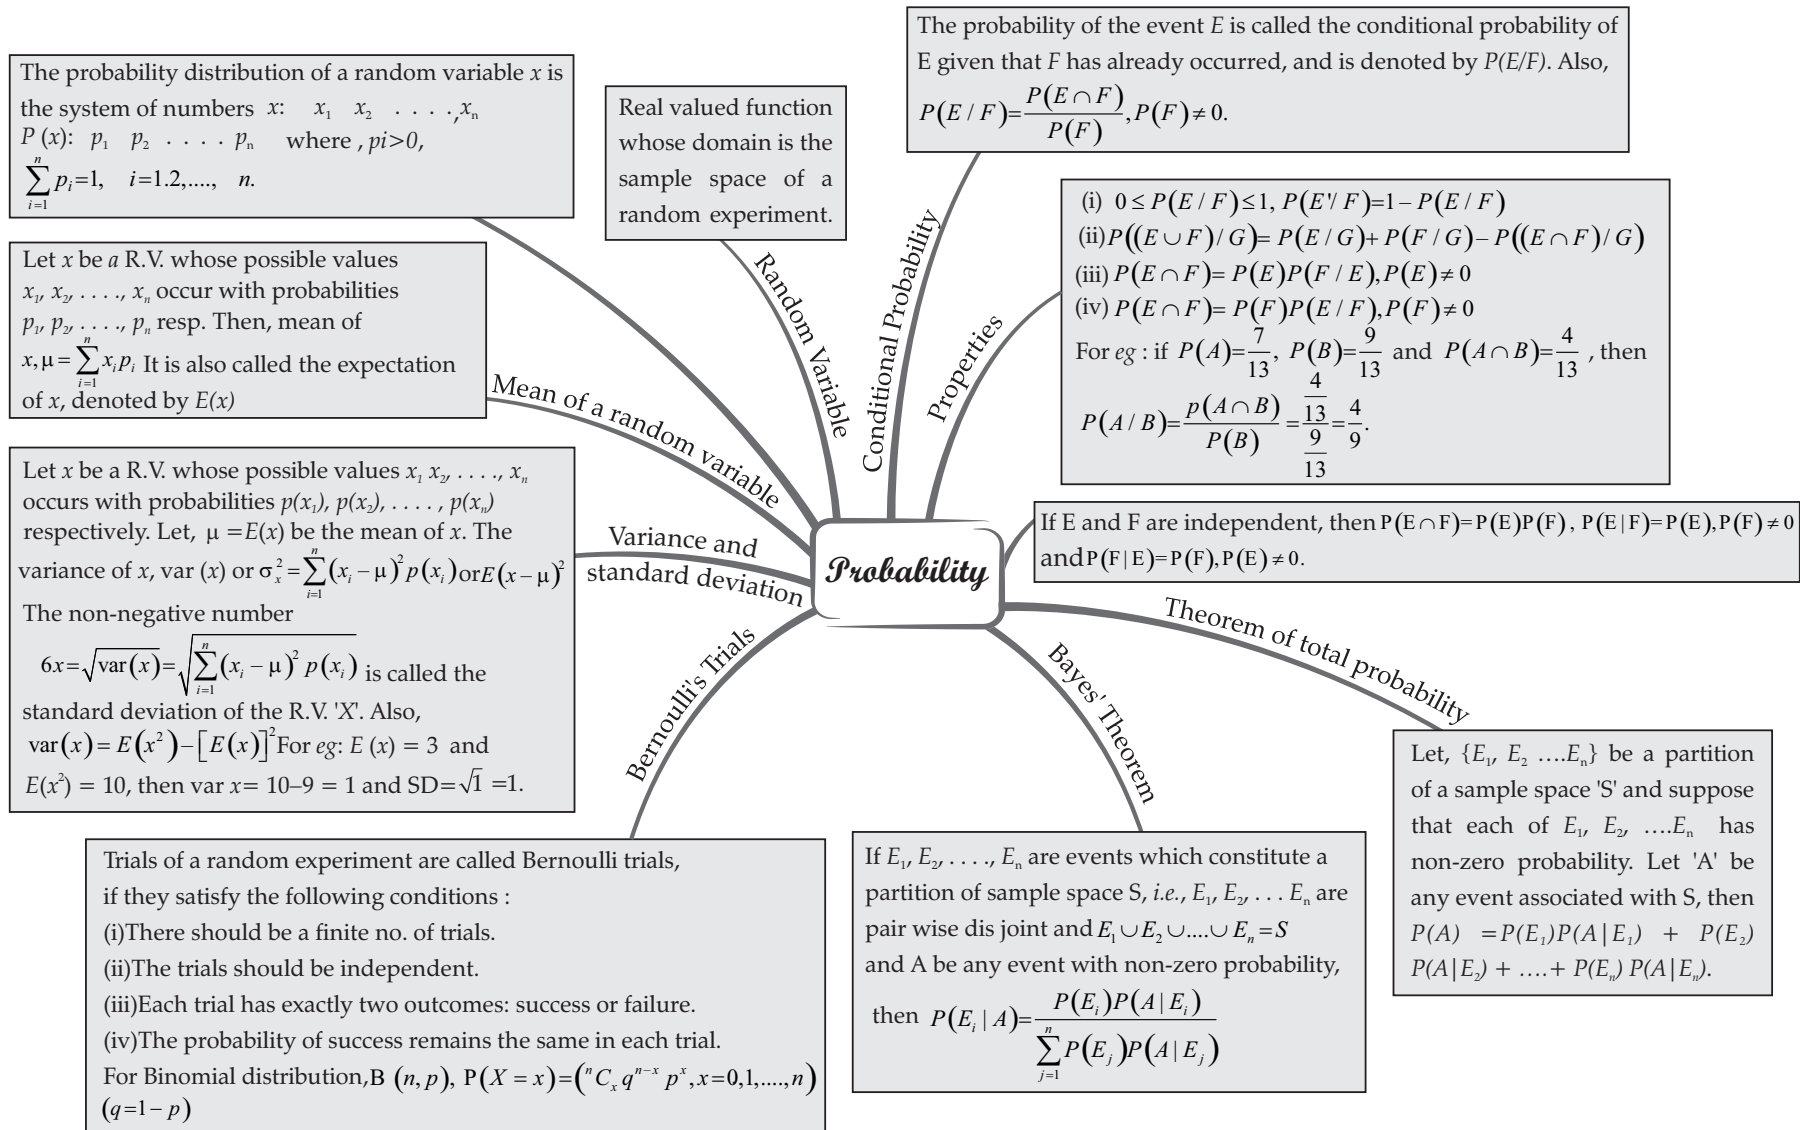 The probability of the event E is called the conditional probability of
E given that F has already occurred, and is denoted by P(E/F). Also,
P(E / F)=P(E ∩ F)/P(F), P(F) ≠ 0.
The probability distribution of a random variable x is
the system of numbers x: x₁ x₂ . . . ., xₙ
P (x): p₁ p₂ . . . . pₙ where , pi>0,
∑ᵢ₌₁ⁿ pᵢ=1, i=1.2,...., n.
Real valued function
whose domain is the
sample space of a
random experiment.
(i) 0 ≤ P(E / F) ≤ 1, P(E'/ F)=1 – P(E / F)
(ii) P((E ∪ F)/ G)= P(E / G)+ P(F / G)– P((E ∩ F)/ G)
(iii) P(E ∩ F)= P(E)P(F / E), P(E) ≠ 0
(iv) P(E ∩ F)= P(F)P(E / F), P(F) ≠ 0
For eg : if P(A)=7/13, P(B)=9/13 and P(A ∩ B)=4/13 , then
P(A / B)=p(A ∩ B)/P(B) = (4/13)/(9/13) = 4/9.
Let x be a R.V. whose possible values
x₁, x₂, . . . ., xₙ occur with probabilities
p₁, p₂, . . . ., pₙ resp. Then, mean of
x, μ = ∑ᵢ₌₁ⁿ xᵢpᵢ It is also called the expectation
of x, denoted by E(x)
Random Variable
Conditional Probability
Properties
Mean of a random variable
Let x be a R.V. whose possible values x₁ x₂, . . . ., xₙ
occurs with probabilities p(x₁), p(x₂), . . . . , p(xₙ)
respectively. Let, μ =E(x) be the mean of x. The
variance of x, var (x) or σₓ² = ∑ᵢ₌₁ⁿ (xᵢ – μ)² p(xᵢ) or E(x – μ)²
The non-negative number
6x = √var(x) = √∑ᵢ₌₁ⁿ (xᵢ – μ)² p(xᵢ) is called the
standard deviation of the R.V. 'X'. Also,
var(x) = E(x²) – [E(x)]² For eg: E (x) = 3 and
E(x²) = 10, then var x= 10–9 = 1 and SD=√1 =1.
Variance and
standard deviation
Probability
If E and F are independent, then P(E ∩ F)=P(E)P(F) , P(E | F)=P(E), P(F) ≠ 0
and P(F | E)=P(F), P(E) ≠ 0.
Theorem of total probability
Bernoulli's Trials
Bayes' Theorem
Let, {E₁, E₂ ....Eₙ} be a partition
of a sample space 'S' and suppose
that each of E₁, E₂, ....Eₙ has
non-zero probability. Let 'A' be
any event associated with S, then
P(A) =P(E₁)P(A|E₁) + P(E₂)
P(A|E₂) + ....+ P(Eₙ) P(A|Eₙ).
Trials of a random experiment are called Bernoulli trials,
if they satisfy the following conditions :
(i)There should be a finite no. of trials.
(ii)The trials should be independent.
(iii)Each trial has exactly two outcomes: success or failure.
(iv)The probability of success remains the same in each trial.
For Binomial distribution,B (n, p), P(X = x)=(ⁿCₓ qⁿ⁻ˣ pˣ, x=0,1,....,n)
(q=1 – p)
If E₁, E₂, . . . ., Eₙ are events which constitute a
partition of sample space S, i.e., E₁, E₂, . . . Eₙ are
pair wise dis joint and E₁ ∪ E₂ ∪ .... ∪ Eₙ = S
and A be any event with non-zero probability,
then P(Eᵢ | A)=P(Eᵢ)P(A | Eᵢ)/∑ⱼ₌₁ⁿ P(Eⱼ)P(A | Eⱼ)